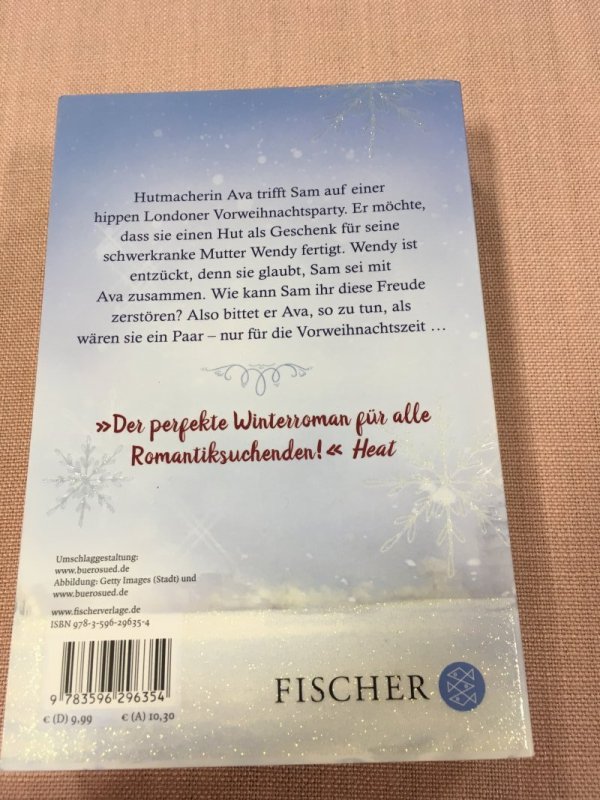 Hutmacherin Ava trifft Sam auf einer
hippen Londoner Vorweihnachtsparty. Er möchte,
dass sie einen Hut als Geschenk für seine
schwerkranke Mutter Wendy fertigt. Wendy ist
entzückt, denn sie glaubt, Sam sei mit
Ava zusammen. Wie kann Sam ihr diese Freude
zerstören? Also bittet er Ava, so zu tun, als
wären sie ein Paar – nur für die Vorweihnachtszeit …
»Der perfekte Winterroman für alle
Romantiksuchenden!« Heat
Umschlaggestaltung:
www.buerosued.de
Abbildung: Getty Images (Stadt) und
www.buerosued.de
www.fischerverlage.de
ISBN 978-3-596-29635-4
9 783596 296354
€ (D) 9,99 € (A) 10,30
FISCHER